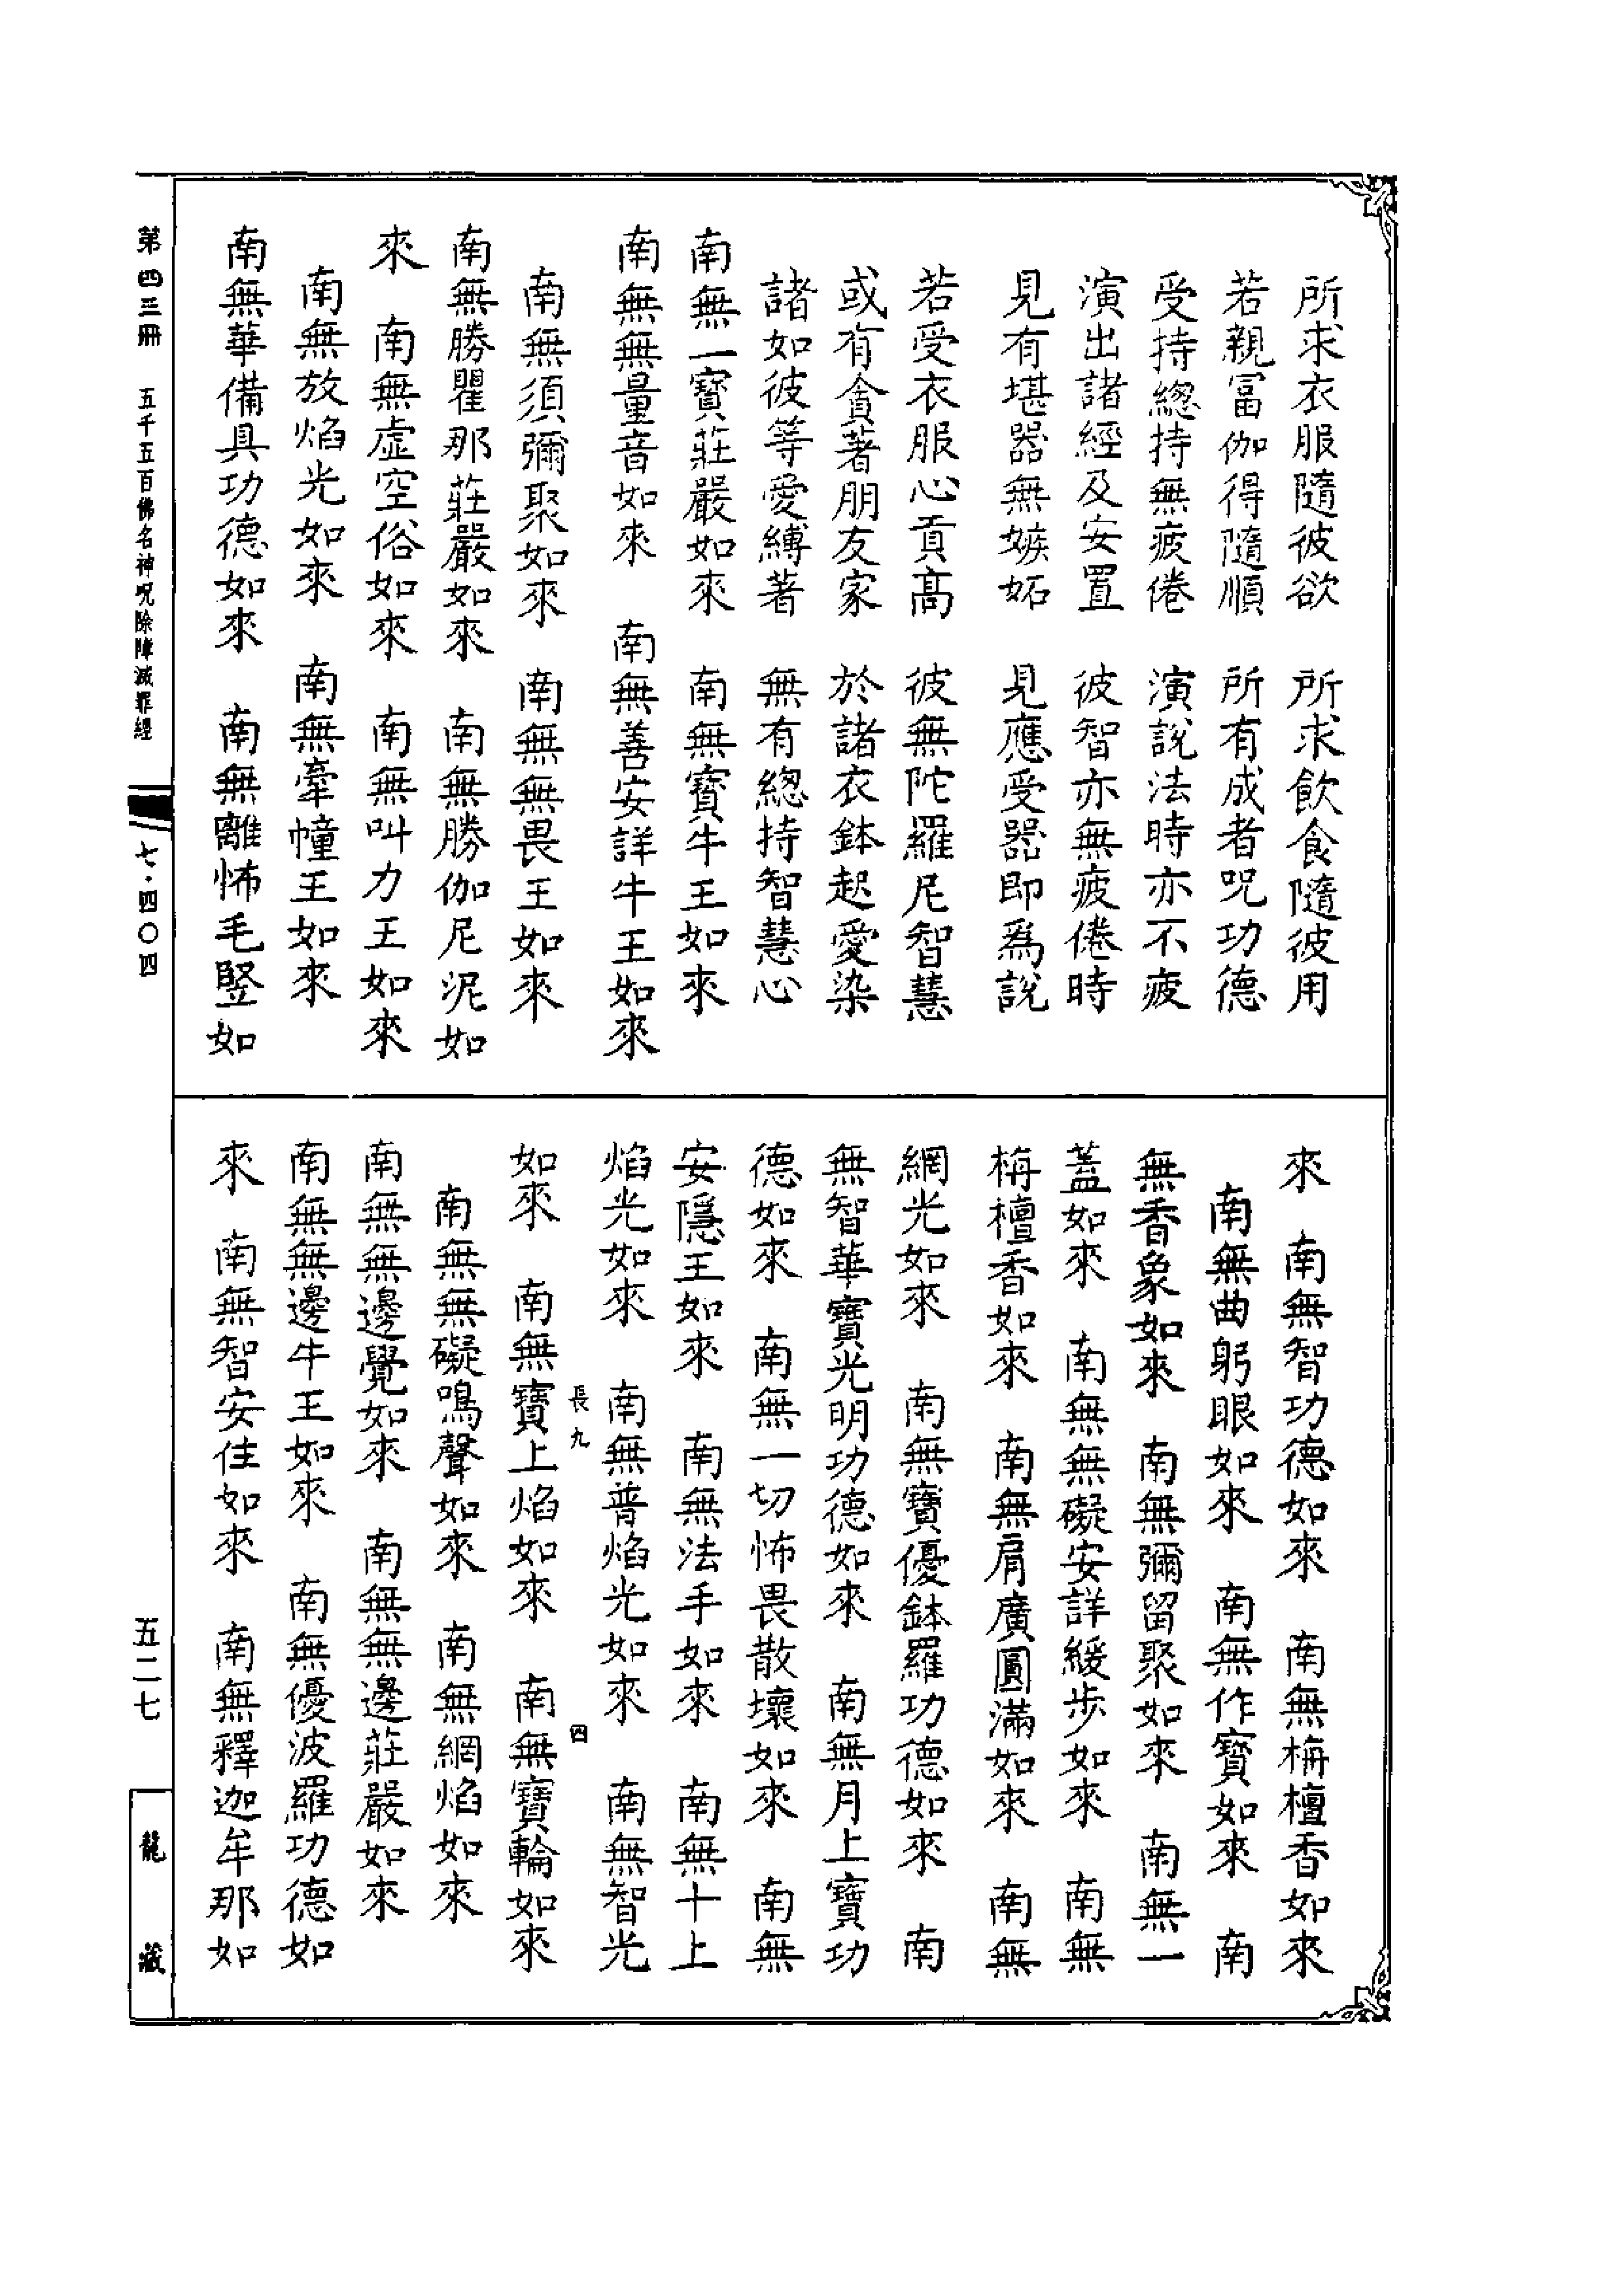 所求衣服隨彼欲　所求飲食隨彼用
若親富伽得隨順　所有成者呪功德
受持總持無疲倦　演說法時亦不疲
演出諸經及安置　彼智亦無疲倦時
見有堪器無嫉妬　見應受器即爲說
若受衣服心貢高　彼無陀羅尼智慧
或有貪著朋友家　於諸衣鉢起愛染
諸如彼等愛縛著　無有總持智慧心
南無一寶莊嚴如來　南無寶牛王如來
南無無量音如來　南無善安詳牛王如來
南無須彌聚如來　南無無畏王如來
南無勝瞿那莊嚴如來　南無勝伽尼泥如
來　南無虛空俗如來　南無叫力王如來
南無放焰光如來　南無牽幢王如來
南無華備具功德如來　南無離怖毛竪如
來　南無智功德如來　南無栴檀香如來
南無曲躬眼如來　南無作寶如來　南
無香象如來　南無彌留聚如來　南無一
蓋如來　南無無礙安詳緩步如來　南無
栴檀香如來　南無肩廣圓滿如來　南無
網光如來　南無寶優鉢羅功德如來　南
無智華寶光明功德如來　南無月上寶功
德如來　南無一切怖畏散壞如來　南無
安隱王如來　南無法手如來　南無十上
焰光如來　南無普焰光如來　南無智光
長九　四
如來　南無寶上焰如來　南無寶輪如來
南無無礙鳴聲如來　南無網焰如來
南無無邊覺如來　南無無邊莊嚴如來
南無無邊牛王如來　南無優波羅功德如
來　南無智安住如來　南無釋迦牟那如
第四三冊　五千五百佛名神呪除障滅罪經　七·四〇四　五二七
龍藏